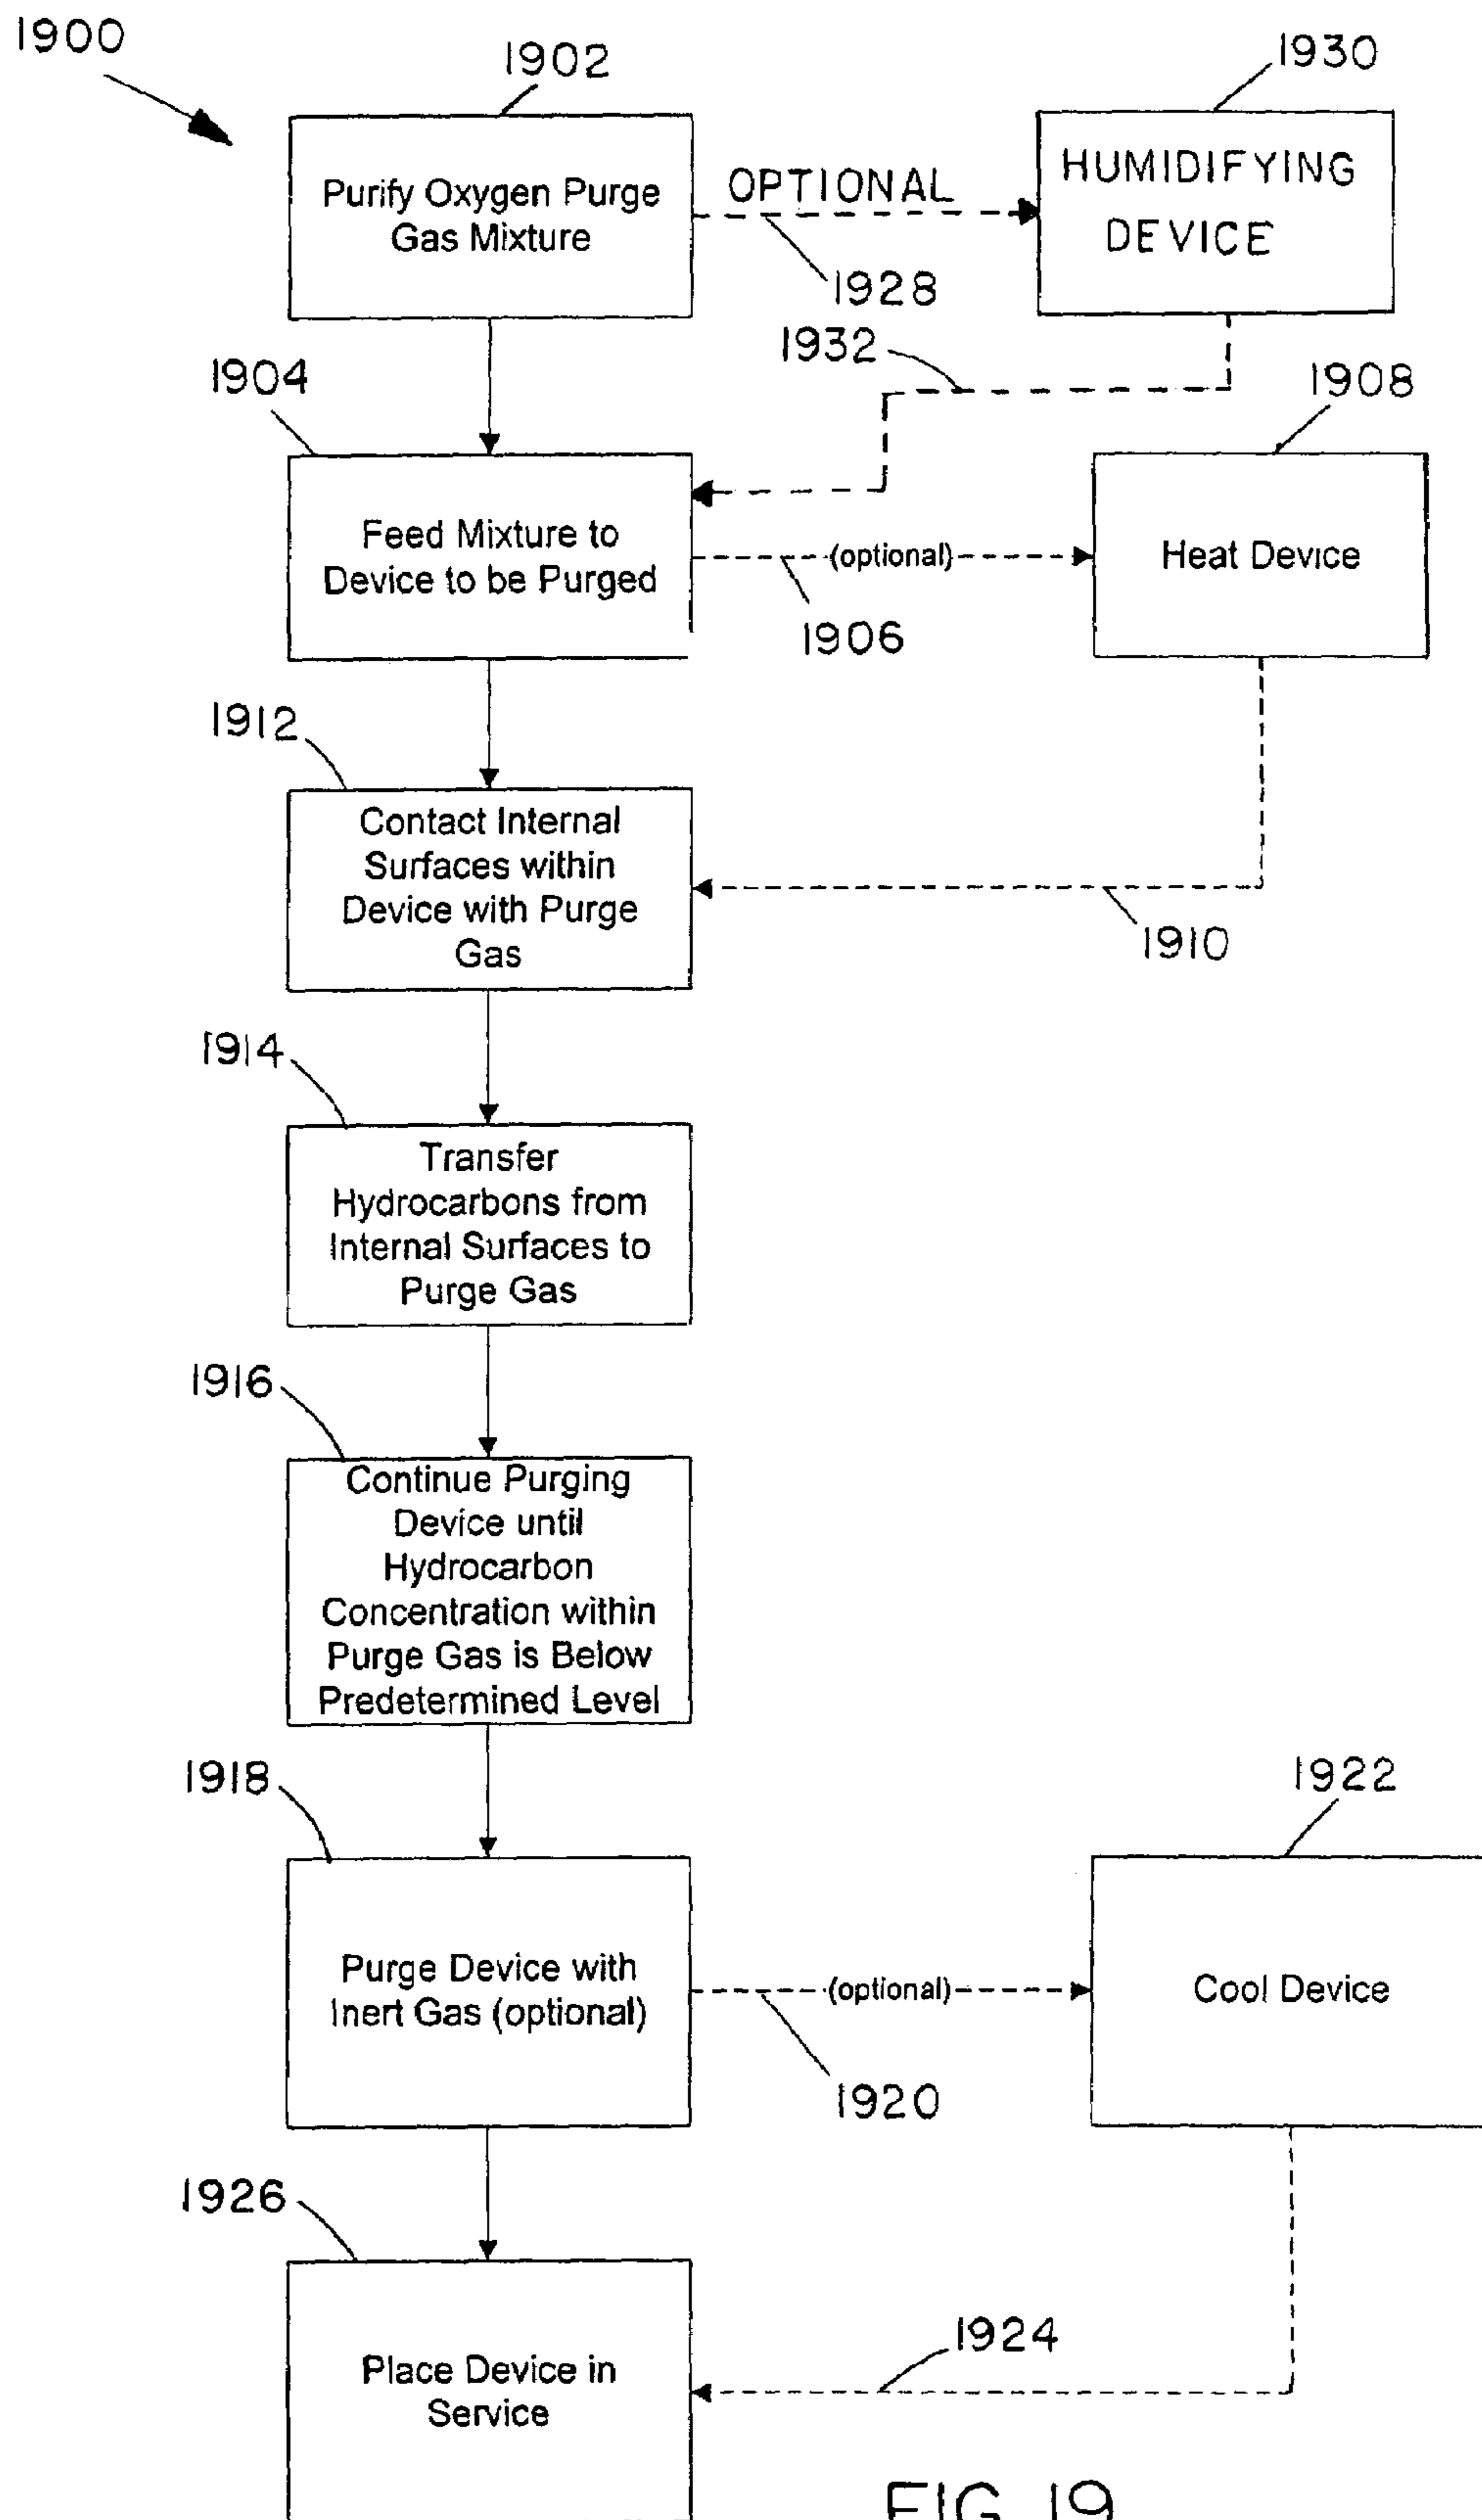 1900
1902
1930
Purify Oxygen Purge
Gas Mixture
OPTIONAL
HUMIDIFYING
DEVICE
1928
1932
1904
1908
Feed Mixture to
Device to be Purged
(optional)
Heat Device
1906
1912
Contact Internal
Surfaces within
Device with Purge
Gas
1910
1914
Transfer
Hydrocarbons from
Internal Surfaces to
Purge Gas
1916
Continue Purging
Device until
Hydrocarbon
Concentration within
Purge Gas is Below
Predetermined Level
1918
1922
Purge Device with
Inert Gas (optional)
(optional)
Cool Device
1920
1926
1924
Place Device in
Service
FIG. 19